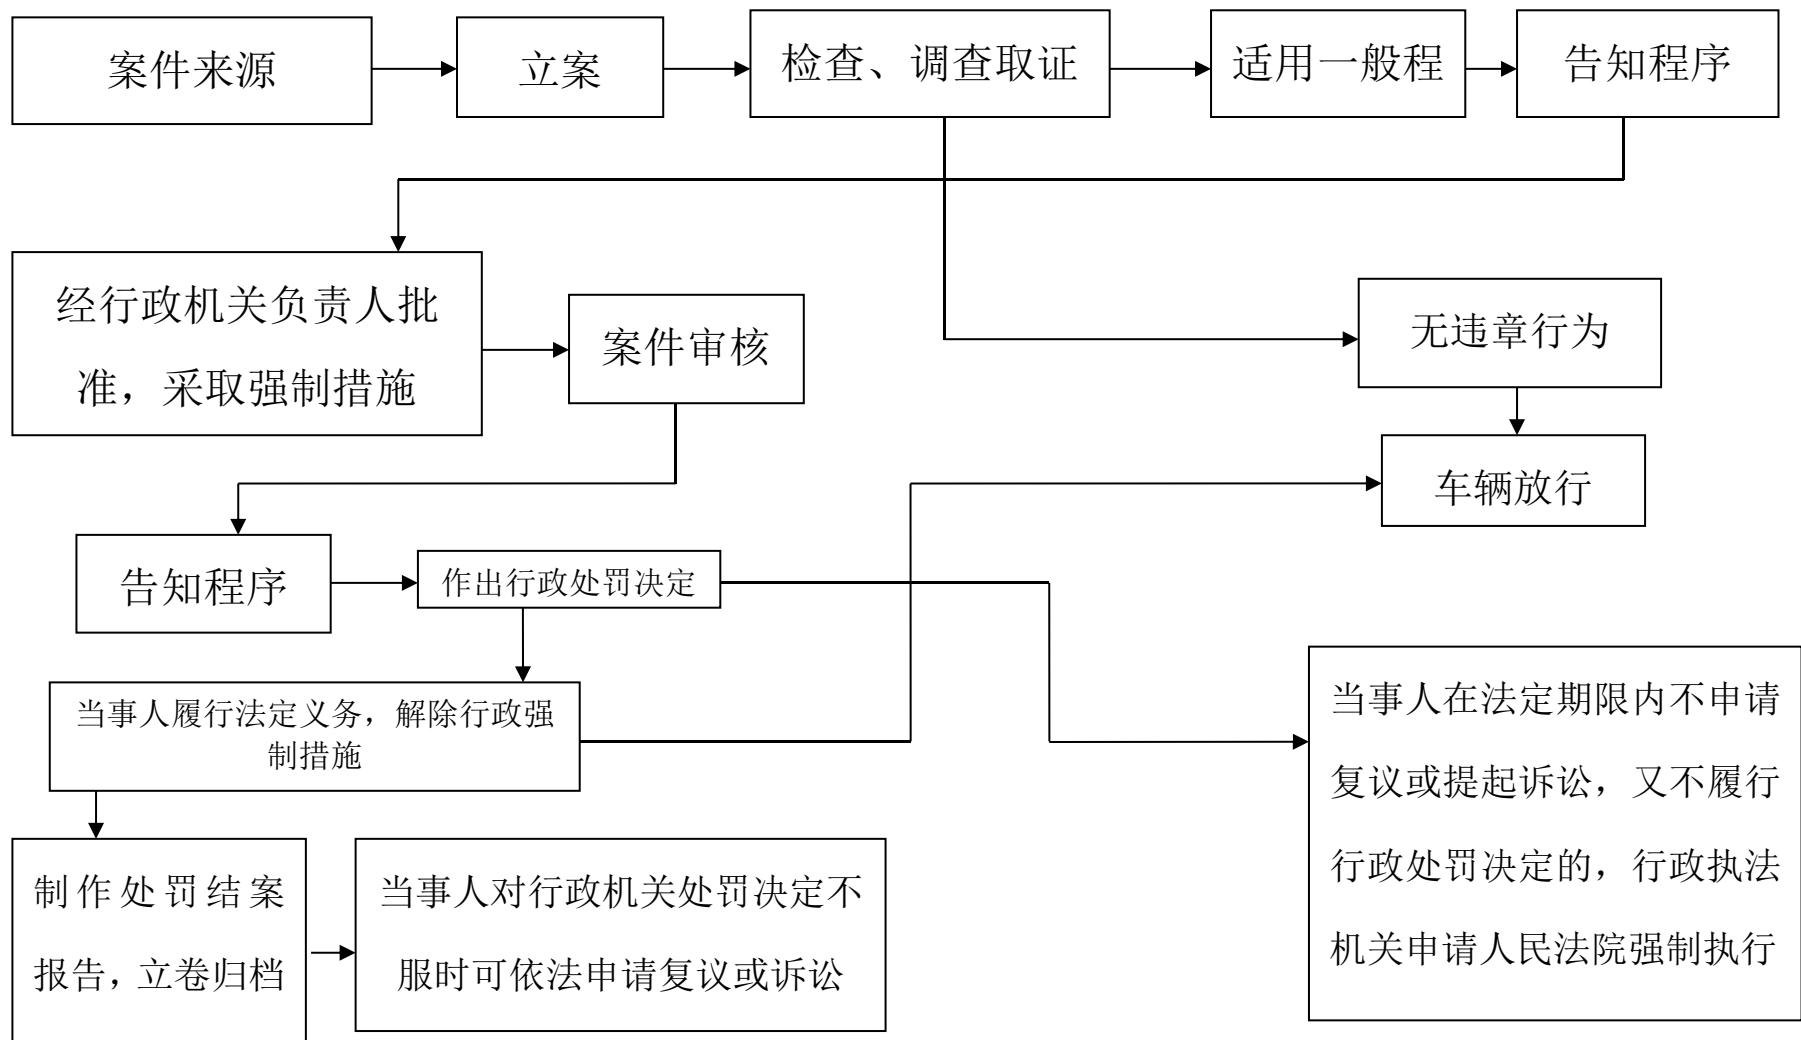 案件来源
立案
检查、调查取证
适用一般程
告知程序
经行政机关负责人批
准，采取强制措施
案件审核
无违章行为
车辆放行
告知程序
作出行政处罚决定
当事人履行法定义务，解除行政强
制措施
当事人在法定期限内不申请
复议或提起诉讼，又不履行
行政处罚决定的，行政执法
机关申请人民法院强制执行
制作处罚结案
报告，立卷归档
当事人对行政机关处罚决定不
服时可依法申请复议或诉讼